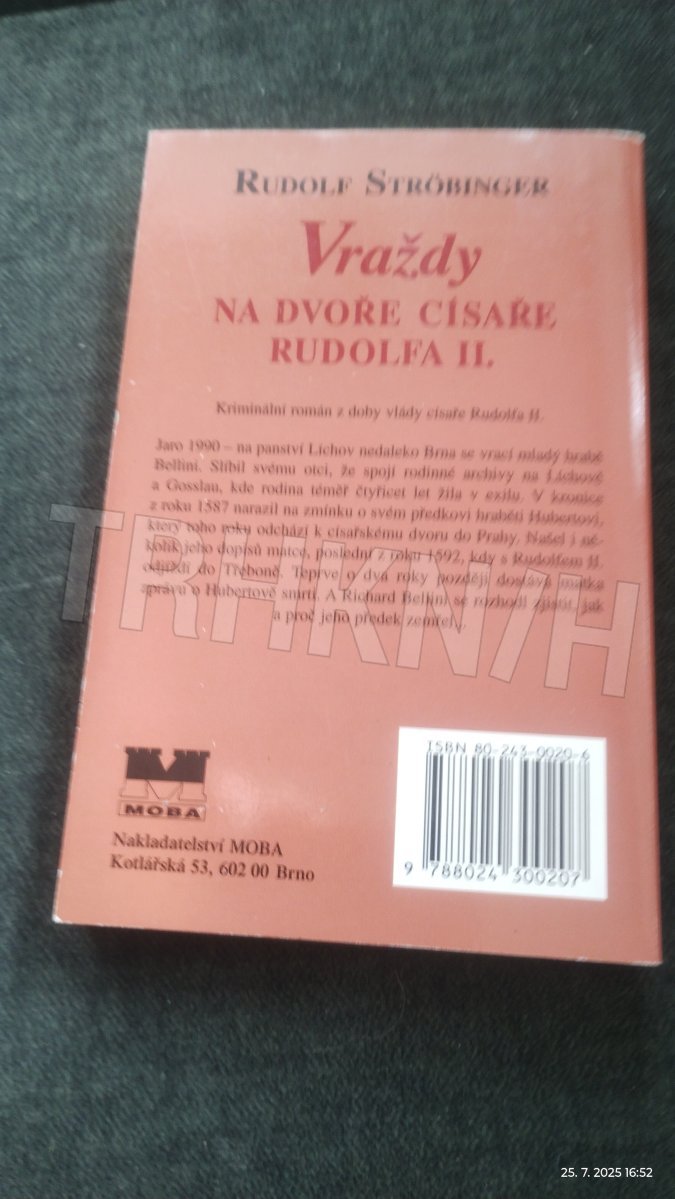 RUDOLF STRÖBINGER
Vraždy
NA DVOŘE CÍSAŘE
RUDOLFA II.
Kriminální román z doby vlády císaře Rudolfa II.
Jaro 1990 – na panství Líchov nedaleko Brna se vrací mladý hrabě
Bellini. Slíbil svému otci, že spojí rodinné archivy na Líchově
a Gosslau, kde rodina téměř čtyřicet let žila v exilu. V kronice
z roku 1587 narazil na zmínku o svém předkovi hraběti Hubertovi,
který toho roku odchází k císařskému dvoru do Prahy. Našel i ně-
kolik jeho dopisů matce, poslední z roku 1592, kdy s Rudolfem II.
odjíždí do Třeboně. Teprve o dva roky později dostává matka
zprávu o Hubertově smrti. A Richard Bellini se rozhodl zjistit, jak
a proč jeho předek zemřel...
TRHKNIH
M
MOBA
Nakladatelství MOBA
Kotlářská 53, 602 00 Brno
ISBN 80-243-0020-6
9 788024 300207
25. 7. 2025 16:52